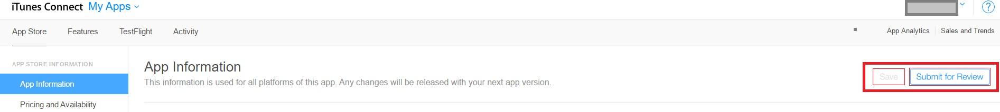 iTunes Connect My Apps ?
App Store Features TestFlight Activity App Analytics Sales and Trends
APP STORE INFORMATION
App Information
Pricing and Availability
App Information
This information is used for all platforms of this app. Any changes will be released with your next app version.
Save Submit for Review